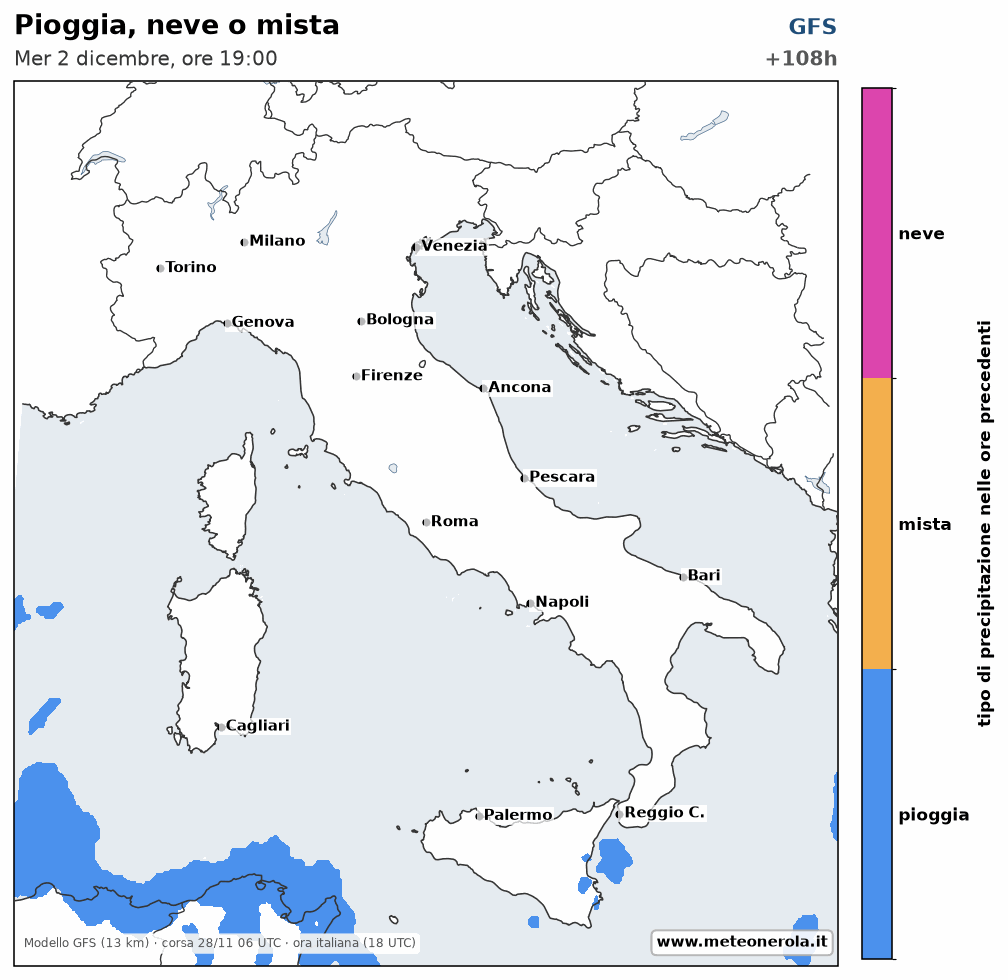 Pioggia, neve o mista
GFS
Mer 2 dicembre, ore 19:00
+108h
neve
mista
pioggia
tipo di precipitazione nelle ore precedenti
Milano
Venezia
Torino
Genova
Bologna
Firenze
Ancona
Pescara
Roma
Bari
Napoli
Cagliari
Palermo
Reggio C.
Modello GFS (13 km) · corsa 28/11 06 UTC · ora italiana (18 UTC)
www.meteonerola.it